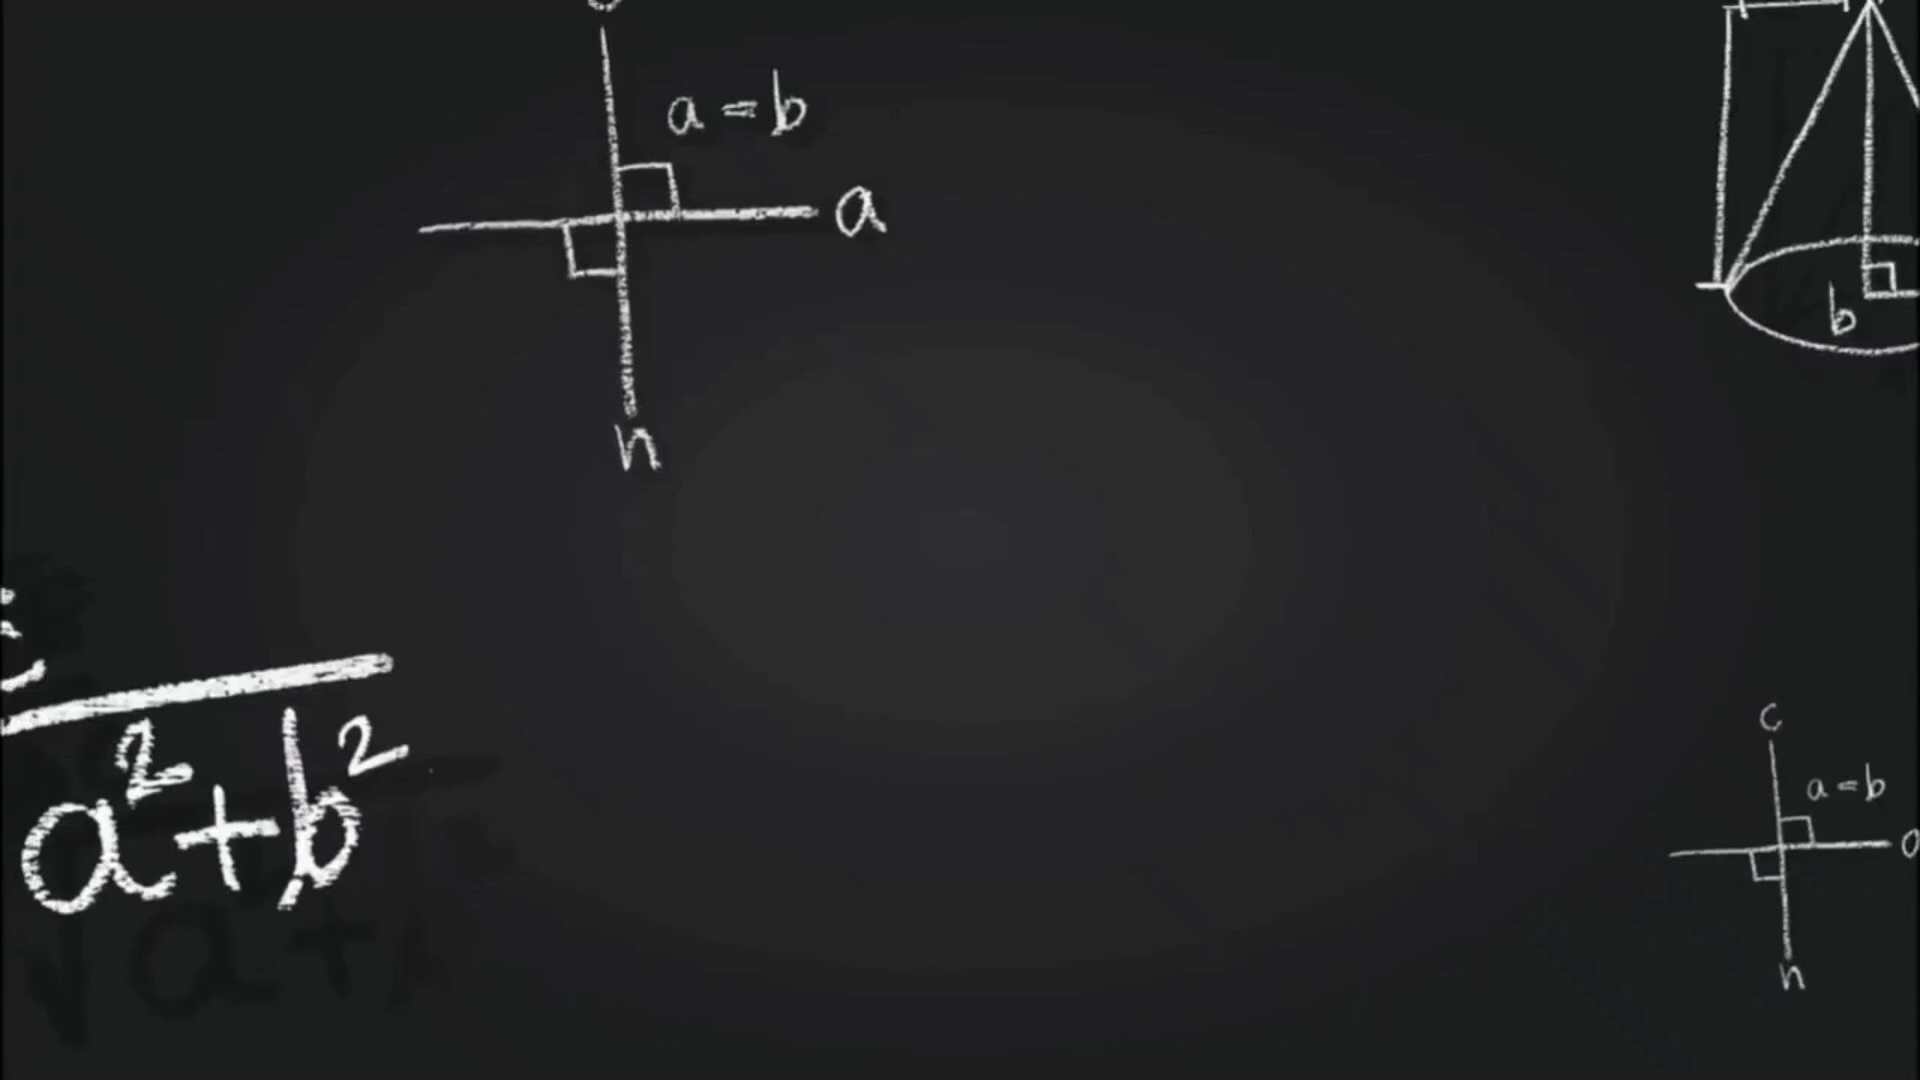 a = b
a
n
b
a²+b²
c
a = b
n